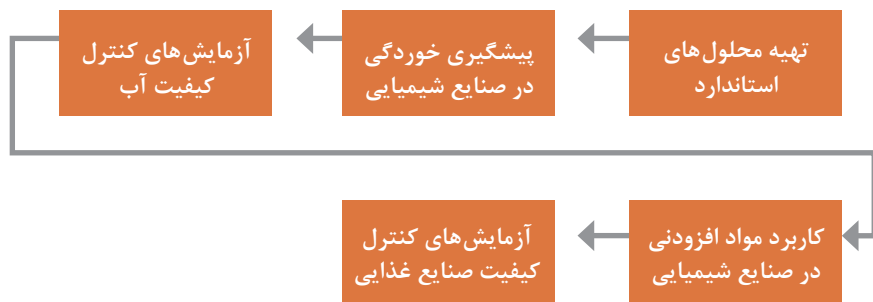 تهیه محلول‌های
استاندارد
پیشگیری خوردگی
در صنایع شیمیایی
آزمایش‌های کنترل
کیفیت آب
کاربرد مواد افزودنی
در صنایع شیمیایی
آزمایش‌های کنترل
کیفیت صنایع غذایی